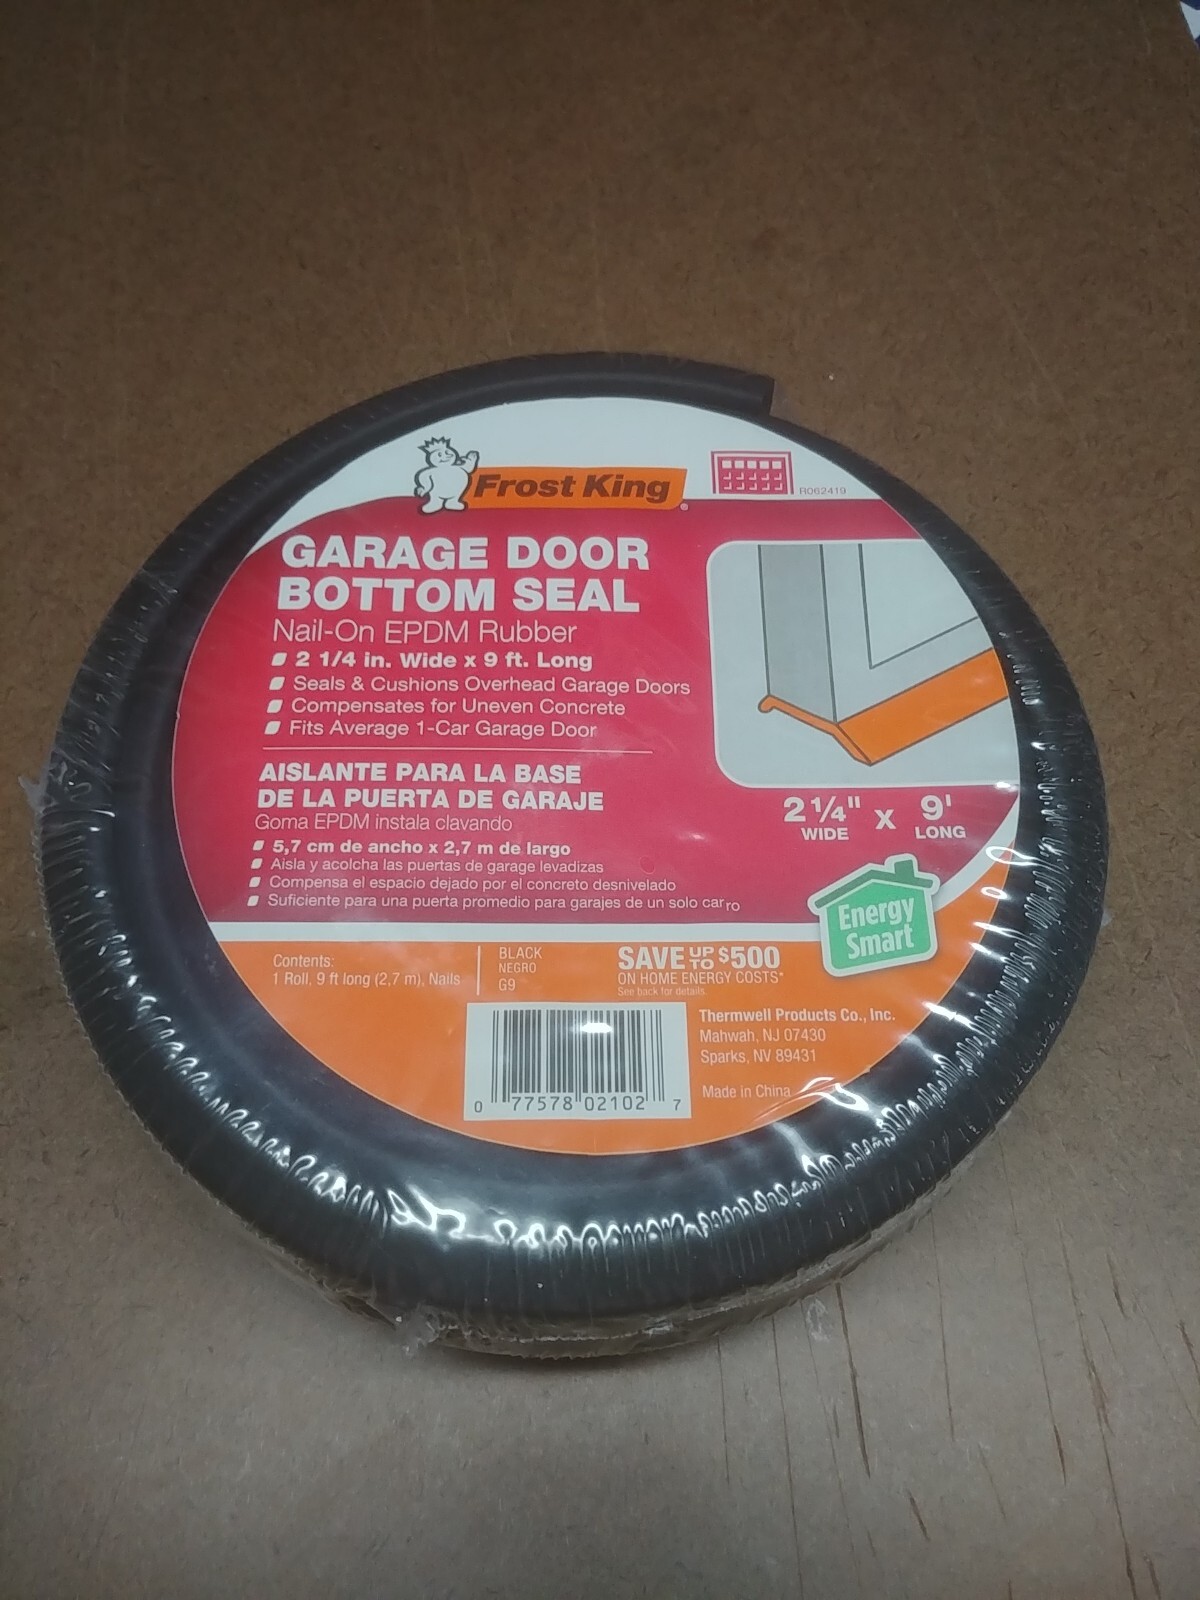 Frost King
R062419
GARAGE DOOR
BOTTOM SEAL
Nail-On EPDM Rubber
2 1/4 in. Wide x 9 ft. Long
Seals & Cushions Overhead Garage Doors
Compensates for Uneven Concrete
Fits Average 1-Car Garage Door
AISLANTE PARA LA BASE
DE LA PUERTA DE GARAJE
Goma EPDM instala clavando
5,7 cm de ancho x 2,7 m de largo
Aisla y acolcha las puertas de garage levadizas
Compensa el espacio dejado por el concreto desnivelado
Suficiente para una puerta promedio para garajes de un solo carro
2 1/4" x 9'
WIDE LONG
Energy
Smart
Contents:
1 Roll, 9 ft long (2,7 m), Nails
BLACK
NEGRO
G9
SAVE UP TO $500
ON HOME ENERGY COSTS*
See back for details.
Thermwell Products Co., Inc.
Mahwah, NJ 07430
Sparks, NV 89431
Made in China
0 77578 02102 7